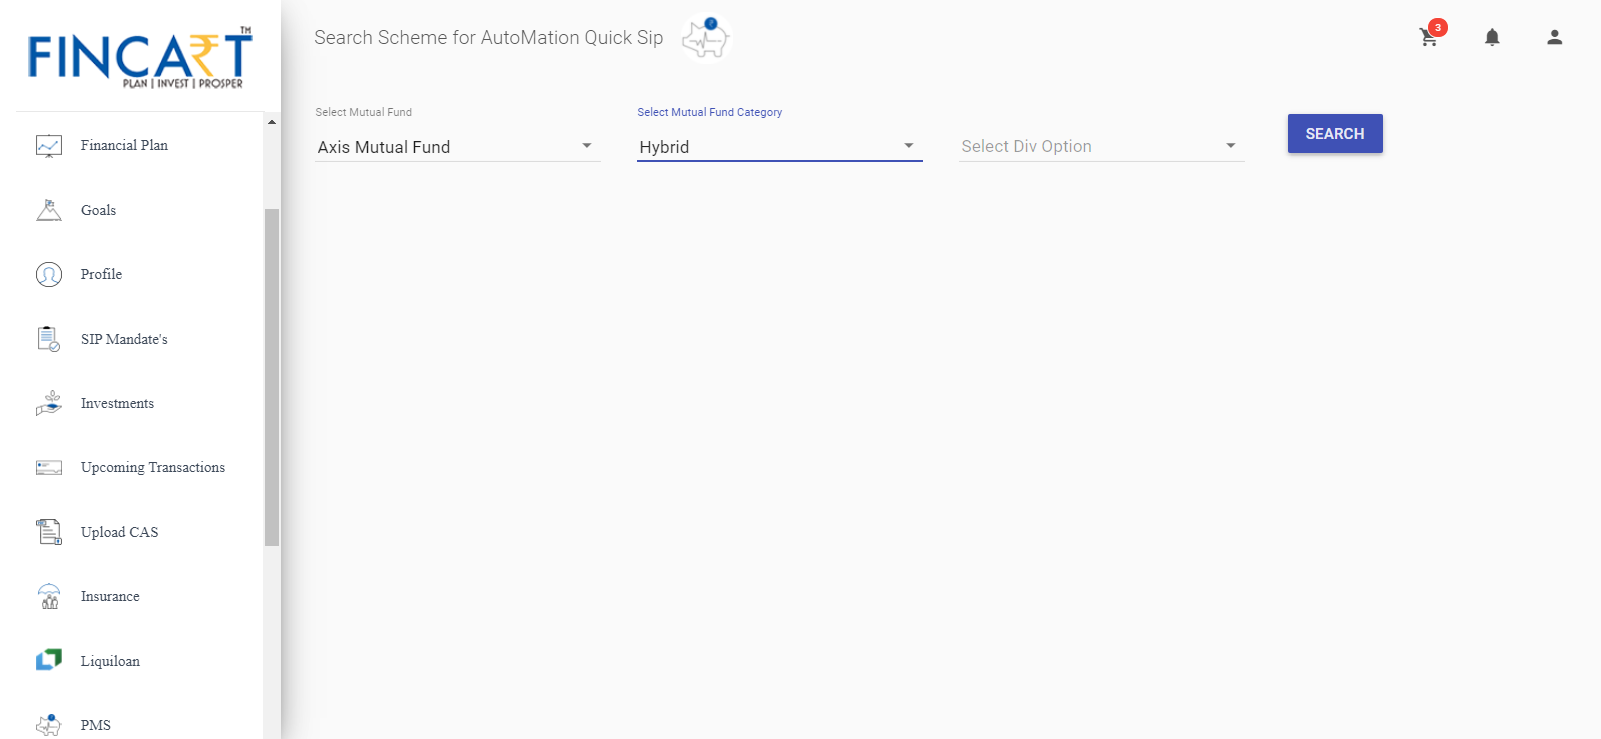 FINCART™
PLAN | INVEST | PROSPER
Financial Plan
Goals
Profile
SIP Mandate's
Investments
Upcoming Transactions
Upload CAS
Insurance
Liquiloan
PMS
Search Scheme for AutoMation Quick Sip
3
Select Mutual Fund
Axis Mutual Fund
Select Mutual Fund Category
Hybrid
Select Div Option
SEARCH